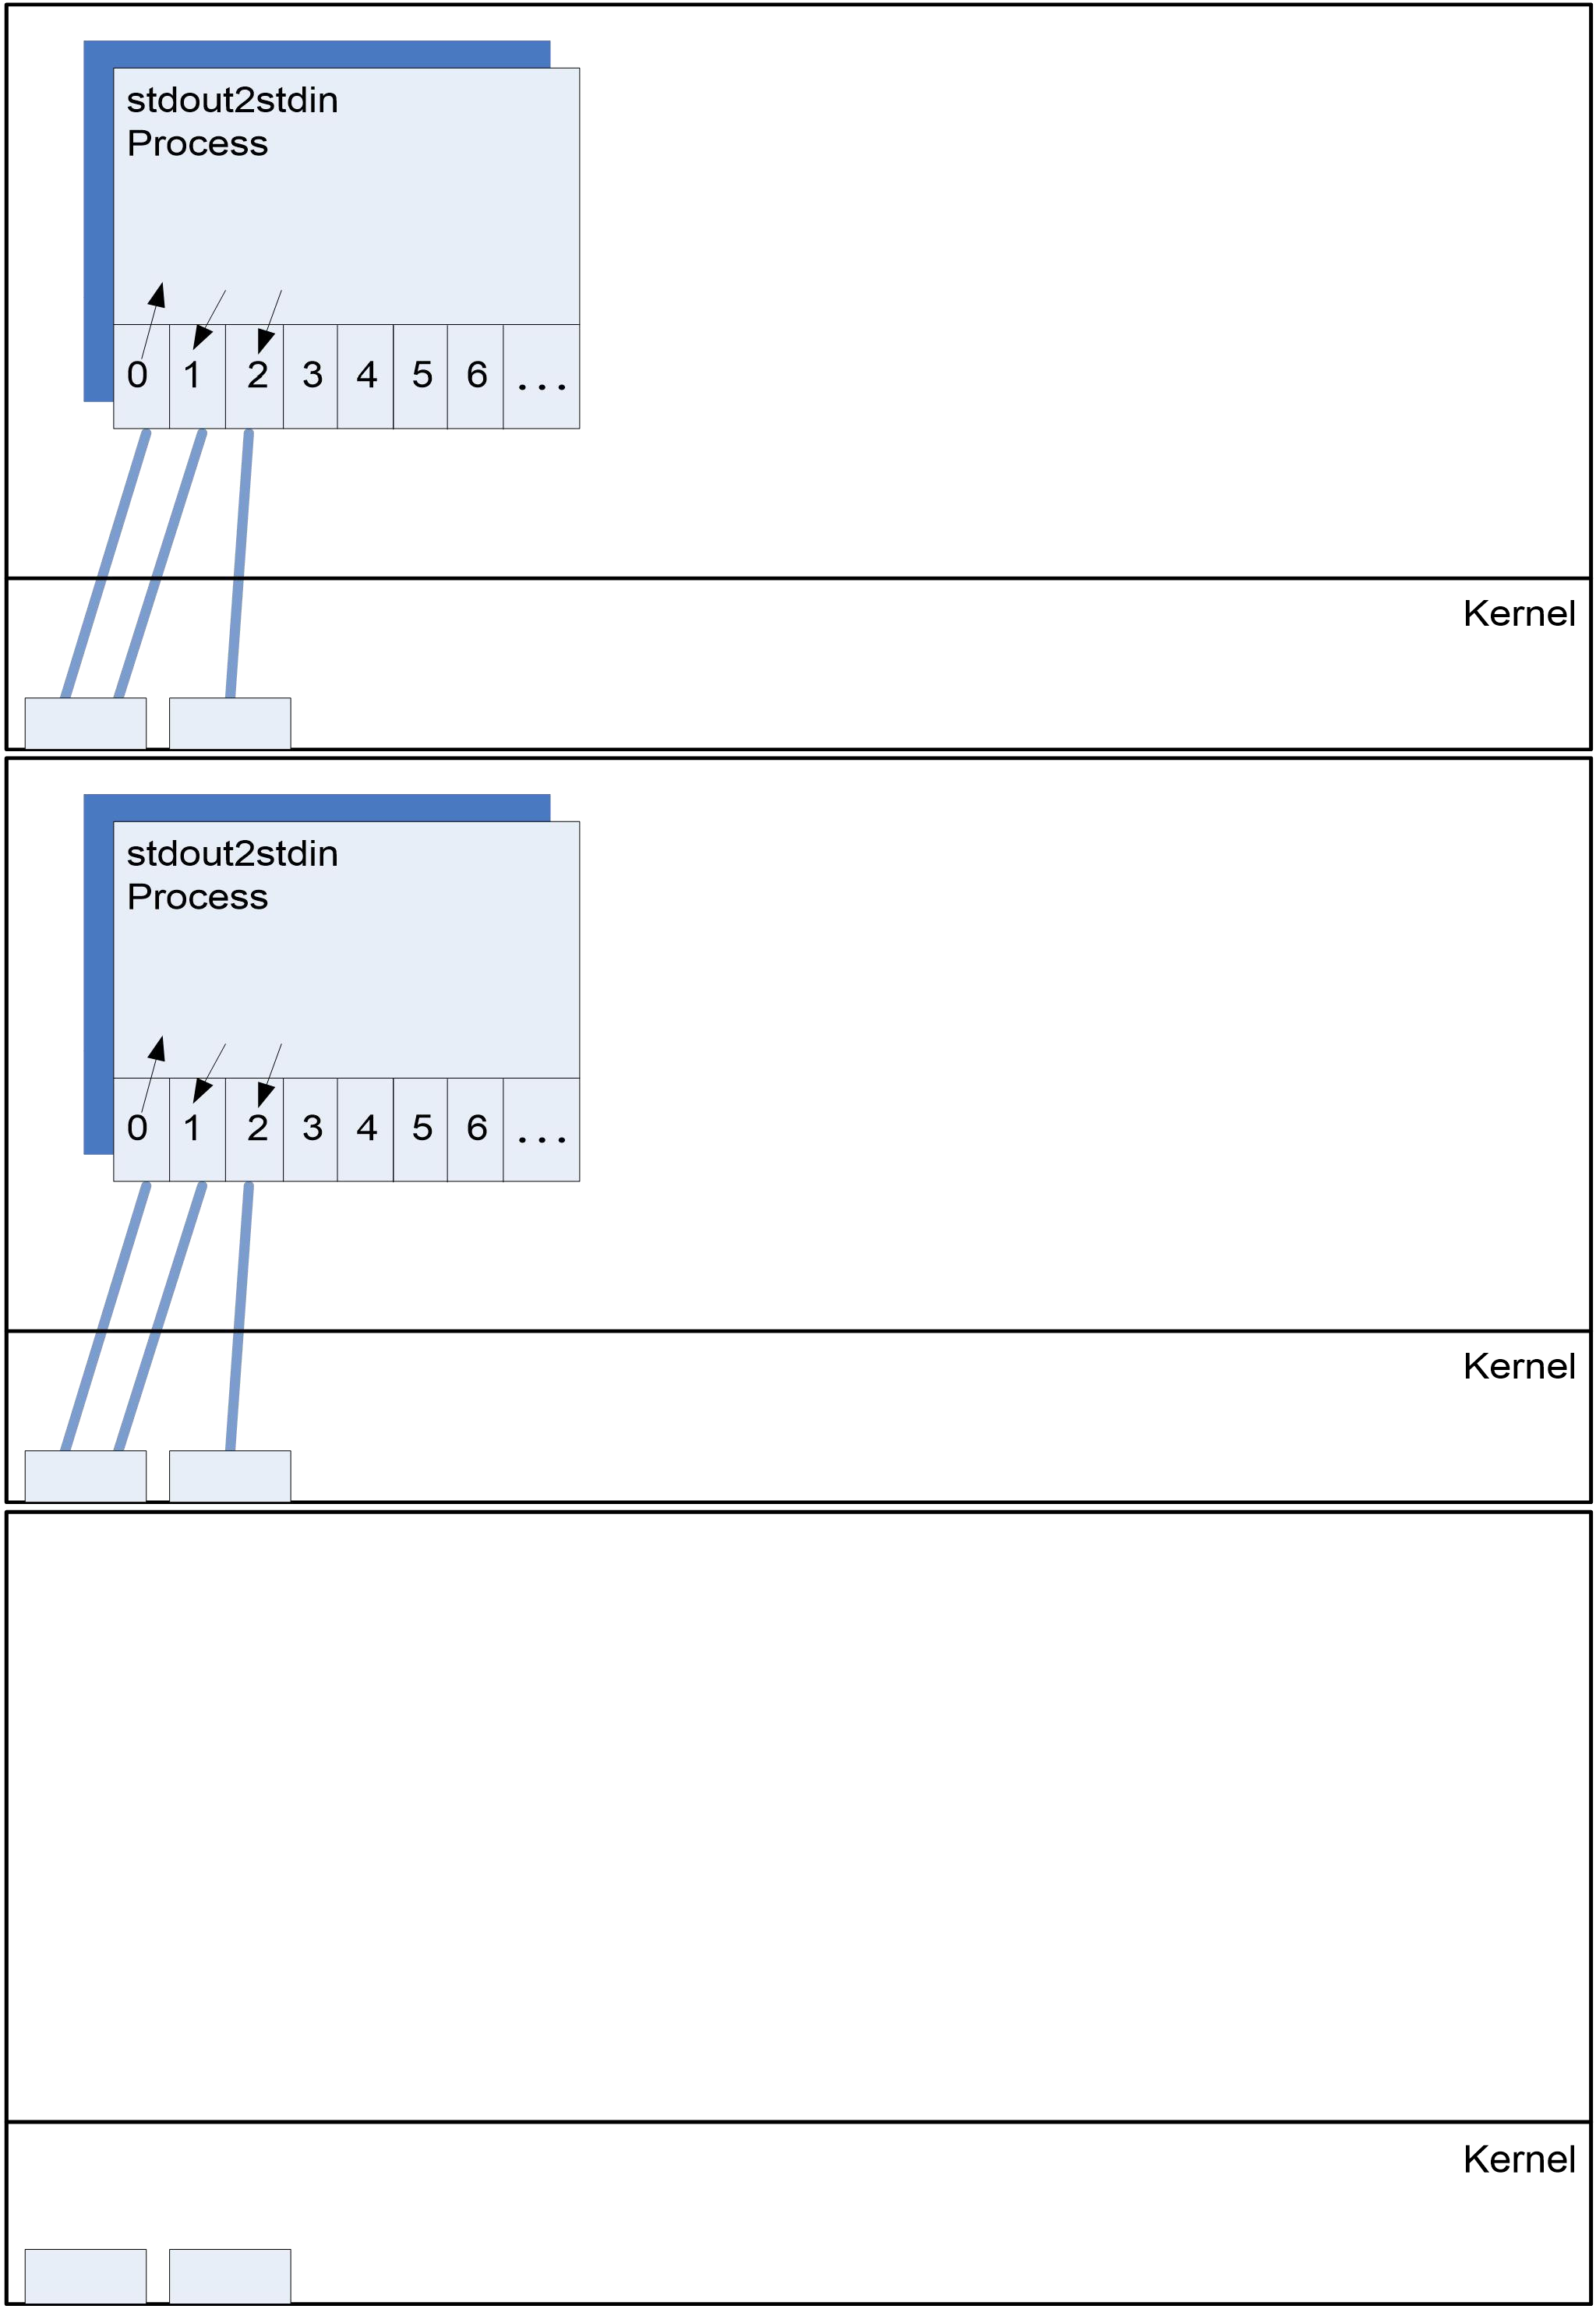 stdout2stdin
Process
0 1 2 3 4 5 6 ...
Kernel
stdout2stdin
Process
0 1 2 3 4 5 6 ...
Kernel
Kernel